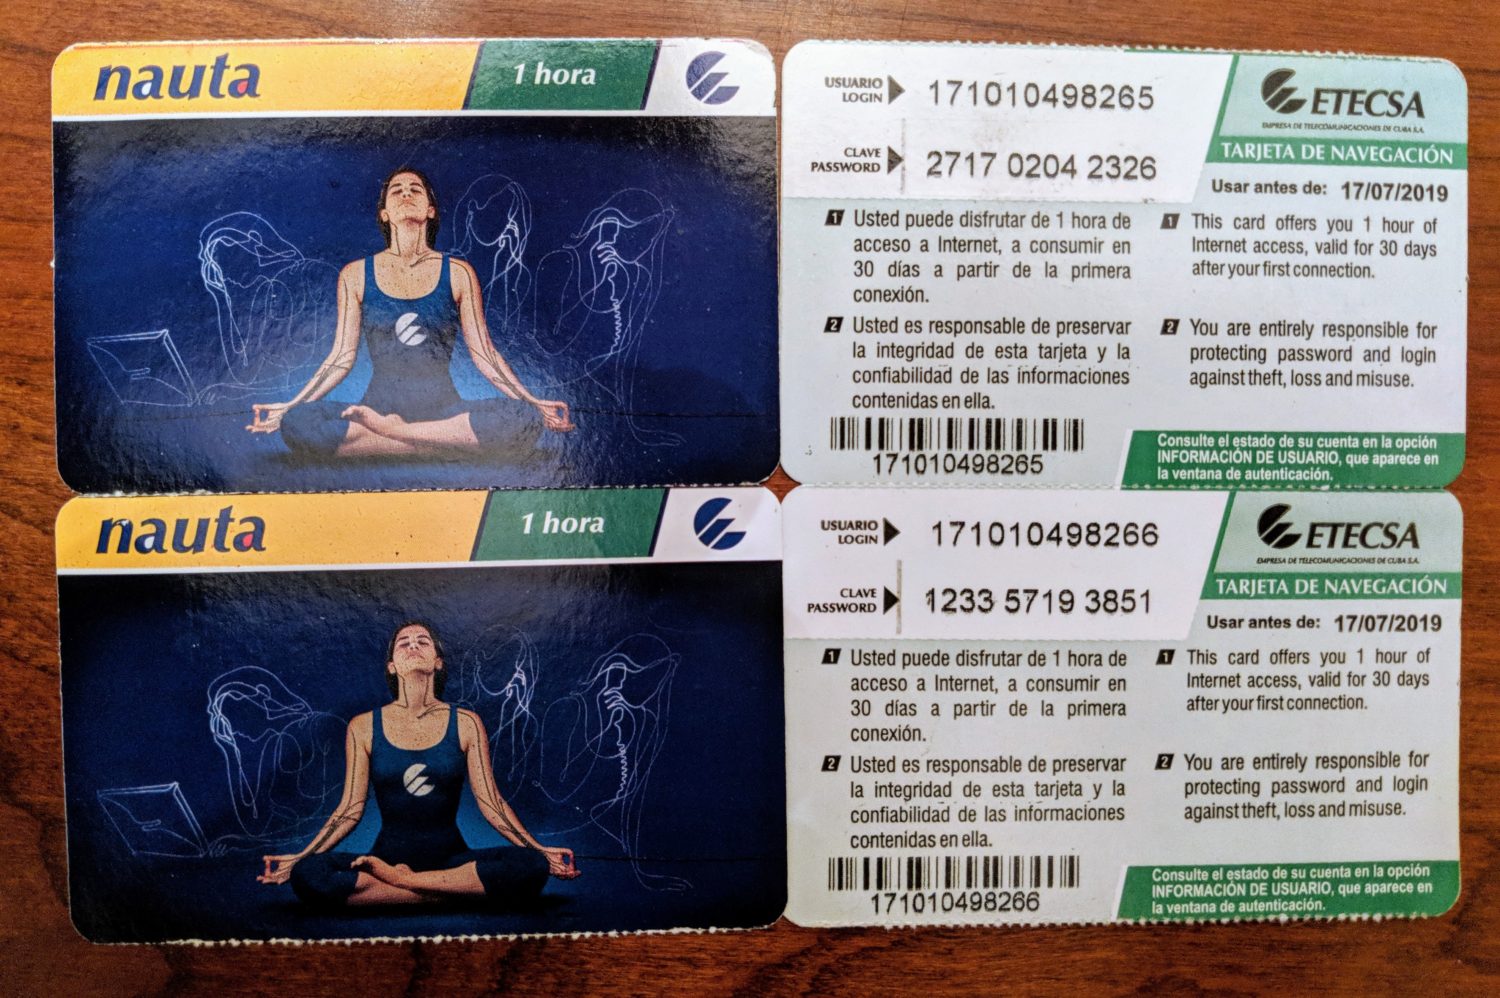 nauta
1 hora
USUARIO
LOGIN
171010498265
CLAVE
PASSWORD
2717 0204 2326
ETECSA
EMPRESA DE TELECOMUNICACIONES DE CUBA S.A.
TARJETA DE NAVEGACIÓN
Usar antes de: 17/07/2019
1 Usted puede disfrutar de 1 hora de
acceso a Internet, a consumir en
30 días a partir de la primera
conexión.
2 Usted es responsable de preservar
la integridad de esta tarjeta y la
confiabilidad de las informaciones
contenidas en ella.
1 This card offers you 1 hour of
Internet access, valid for 30 days
after your first connection.
2 You are entirely responsible for
protecting password and login
against theft, loss and misuse.
171010498265
Consulte el estado de su cuenta en la opción
INFORMACIÓN DE USUARIO, que aparece en
la ventana de autenticación.
nauta
1 hora
USUARIO
LOGIN
171010498266
CLAVE
PASSWORD
1233 5719 3851
ETECSA
EMPRESA DE TELECOMUNICACIONES DE CUBA S.A.
TARJETA DE NAVEGACIÓN
Usar antes de: 17/07/2019
1 Usted puede disfrutar de 1 hora de
acceso a Internet, a consumir en
30 días a partir de la primera
conexión.
2 Usted es responsable de preservar
la integridad de esta tarjeta y la
confiabilidad de las informaciones
contenidas en ella.
1 This card offers you 1 hour of
Internet access, valid for 30 days
after your first connection.
2 You are entirely responsible for
protecting password and login
against theft, loss and misuse.
171010498266
Consulte el estado de su cuenta en la opción
INFORMACIÓN DE USUARIO, que aparece en
la ventana de autenticación.